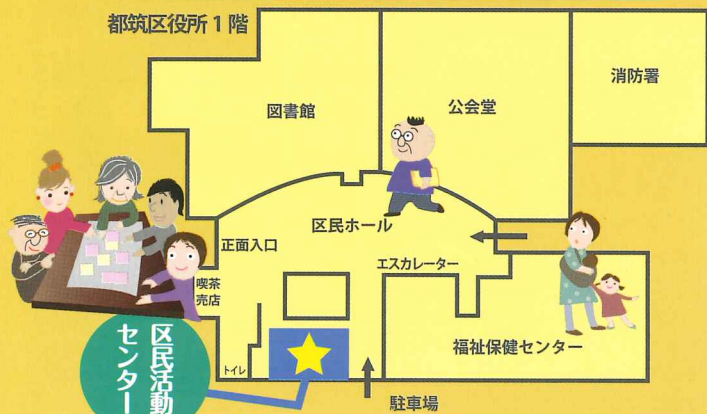 都筑区役所1階
図書館
公会堂
消防署
区民ホール
正面入口
エスカレーター
喫茶
売店
福祉保健センター
トイレ
区民活動
センター
駐車場